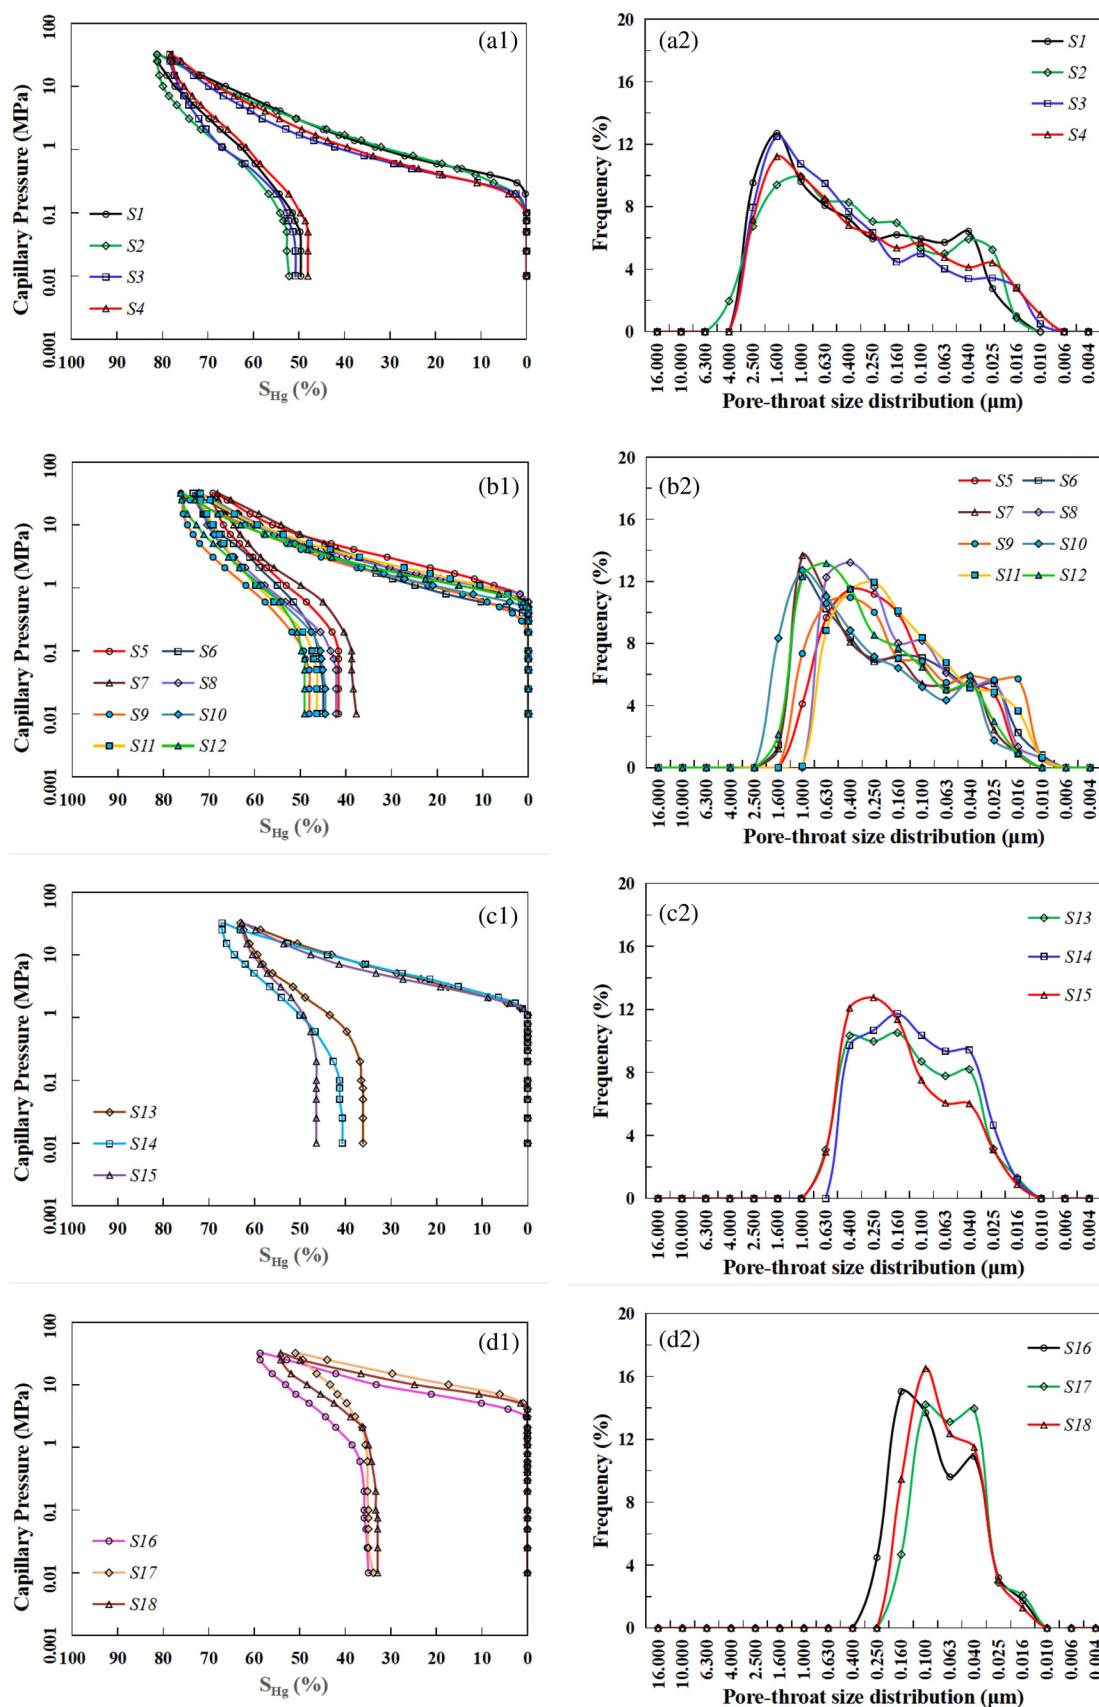 (a1)
Capillary Pressure (MPa)
100
10
1
0.1
0.01
0.001
S1
S2
S3
S4
100 90 80 70 60 50 40 30 20 10 0
S_Hg (%)
(a2)
Frequency (%)
20
16
12
8
4
0
S1
S2
S3
S4
16.000 10.000 6.300 4.000 2.500 1.600 1.000 0.630 0.400 0.250 0.160 0.100 0.063 0.040 0.025 0.016 0.010 0.006 0.004
Pore-throat size distribution (μm)
(b1)
Capillary Pressure (MPa)
100
10
1
0.1
0.01
0.001
S5 S6
S7 S8
S9 S10
S11 S12
100 90 80 70 60 50 40 30 20 10 0
S_Hg (%)
(b2)
Frequency (%)
20
16
12
8
4
0
S5 S6
S7 S8
S9 S10
S11 S12
16.000 10.000 6.300 4.000 2.500 1.600 1.000 0.630 0.400 0.250 0.160 0.100 0.063 0.040 0.025 0.016 0.010 0.006 0.004
Pore-throat size distribution (μm)
(c1)
Capillary Pressure (MPa)
100
10
1
0.1
0.01
0.001
S13
S14
S15
100 90 80 70 60 50 40 30 20 10 0
S_Hg (%)
(c2)
Frequency (%)
20
16
12
8
4
0
S13
S14
S15
16.000 10.000 6.300 4.000 2.500 1.600 1.000 0.630 0.400 0.250 0.160 0.100 0.063 0.040 0.025 0.016 0.010 0.006 0.004
Pore-throat size distribution (μm)
(d1)
Capillary Pressure (MPa)
100
10
1
0.1
0.01
0.001
S16
S17
S18
100 90 80 70 60 50 40 30 20 10 0
S_Hg (%)
(d2)
Frequency (%)
20
16
12
8
4
0
S16
S17
S18
16.000 10.000 6.300 4.000 2.500 1.600 1.000 0.630 0.400 0.250 0.160 0.100 0.063 0.040 0.025 0.016 0.010 0.006 0.004
Pore-throat size distribution (μm)